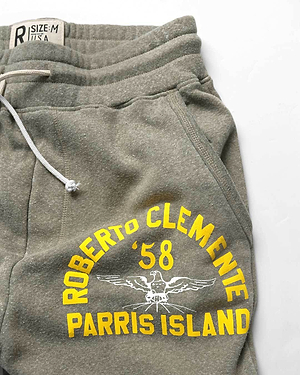 R SIZE: M
U.S.A.
ROBERTO CLEMENTE
'58
PARRIS ISLAND